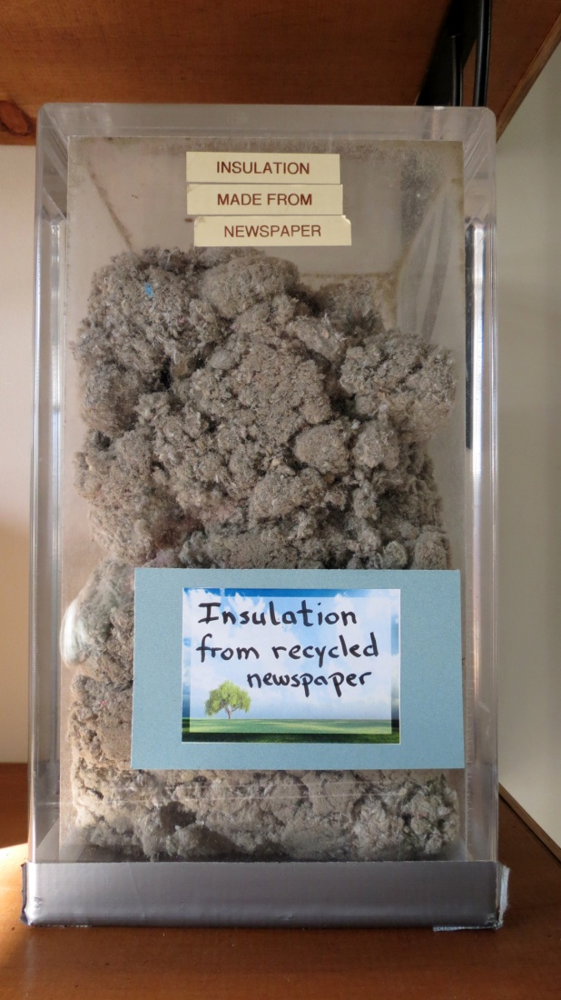 INSULATION
MADE FROM
NEWSPAPER
Insulation
from recycled
newspaper